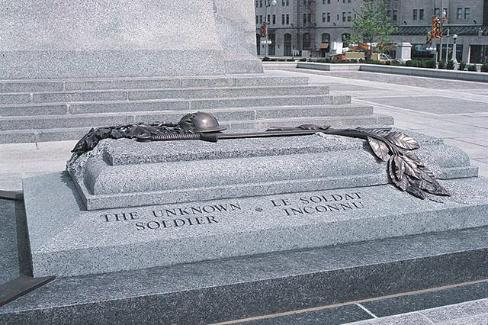 THE UNKNOWN SOLDIER
LE SOLDAT INCONNU